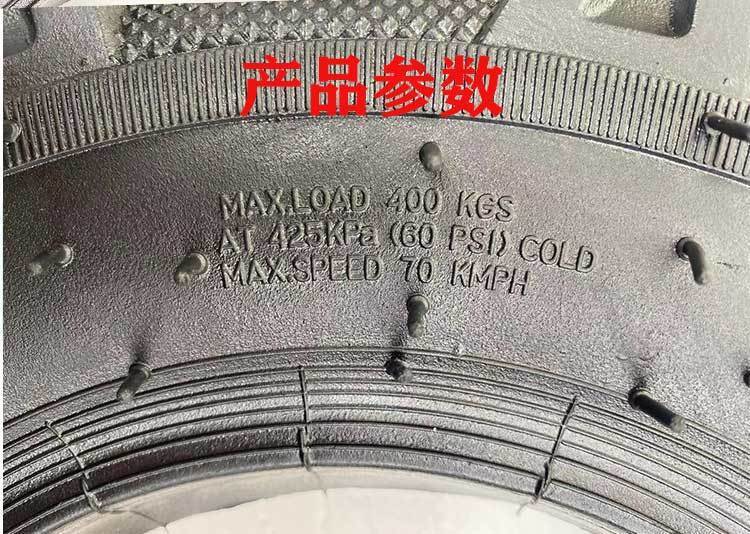 产品参数
MAX.LOAD 400 KGS
AT 425KPa (60 PSI) COLD
MAX.SPEED 70 KMPH